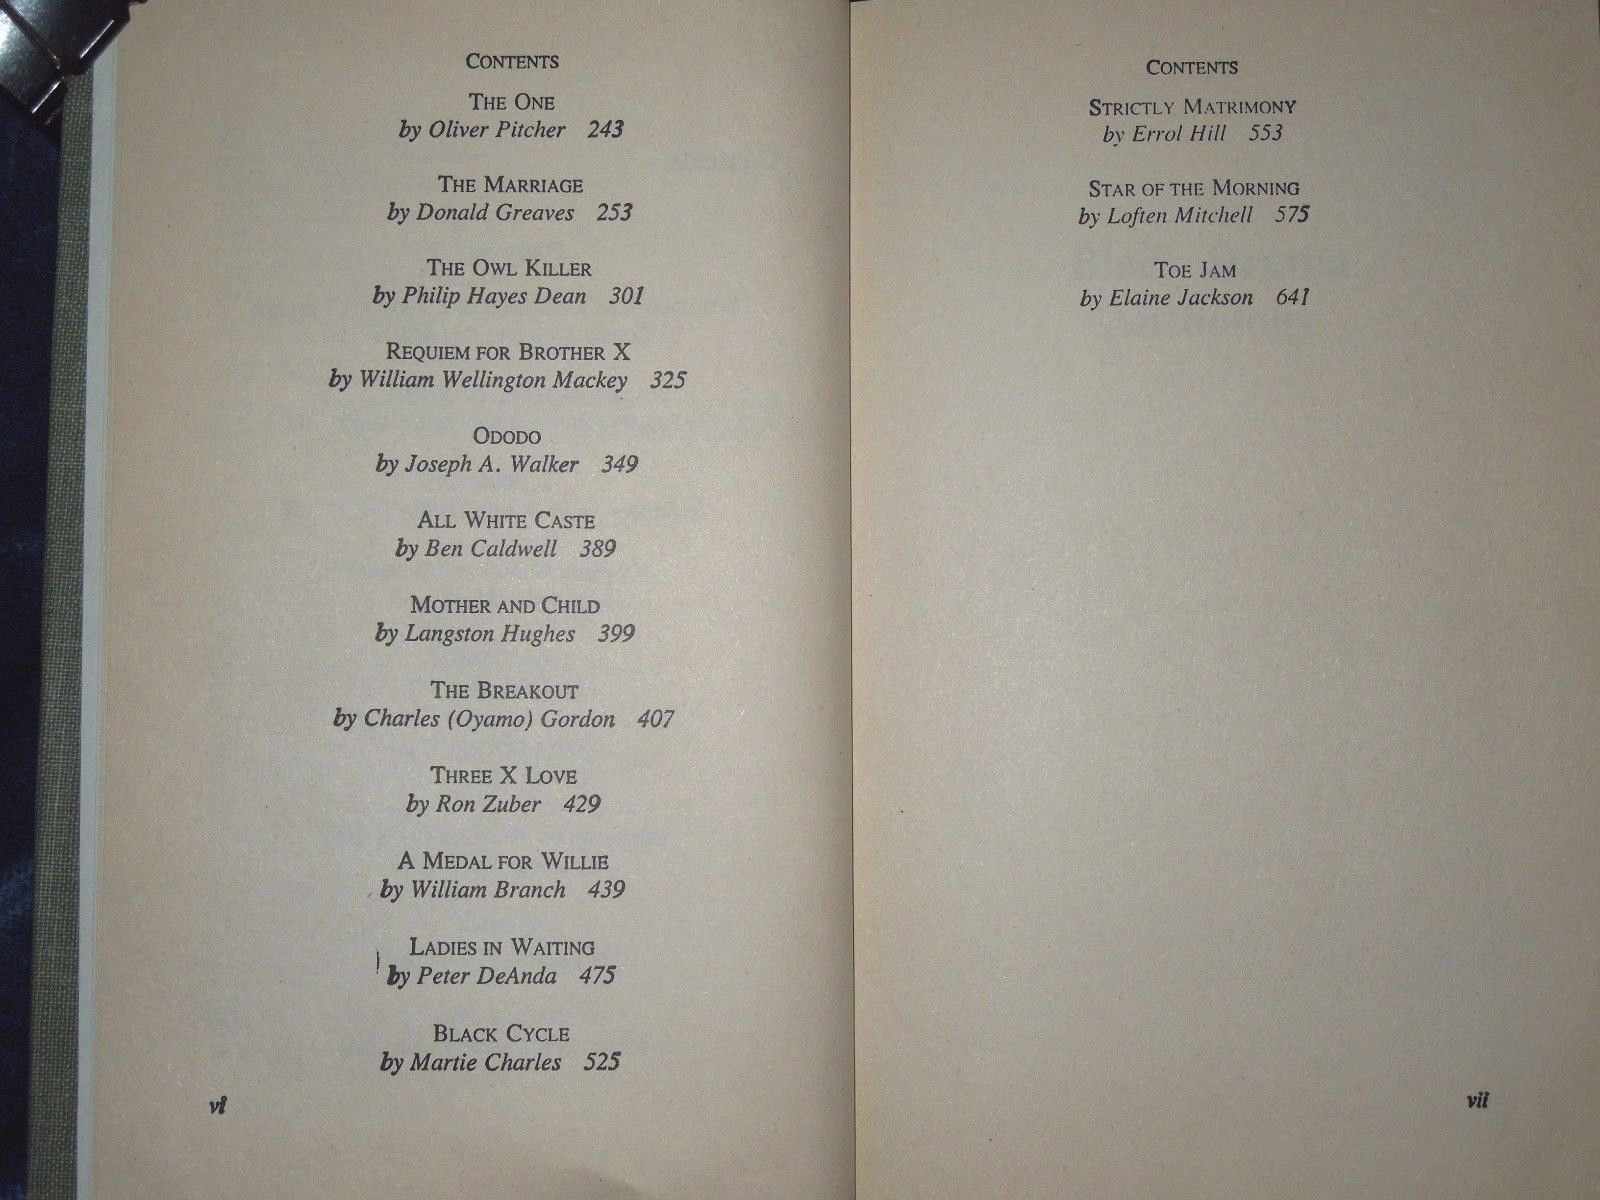 CONTENTS
THE ONE
by Oliver Pitcher 243
THE MARRIAGE
by Donald Greaves 253
THE OWL KILLER
by Philip Hayes Dean 301
REQUIEM FOR BROTHER X
by William Wellington Mackey 325
ODODO
by Joseph A. Walker 349
ALL WHITE CASTE
by Ben Caldwell 389
MOTHER AND CHILD
by Langston Hughes 399
THE BREAKOUT
by Charles (Oyamo) Gordon 407
THREE X LOVE
by Ron Zuber 429
A MEDAL FOR WILLIE
by William Branch 439
LADIES IN WAITING
by Peter DeAnda 475
BLACK CYCLE
by Martie Charles 525
vi
CONTENTS
STRICTLY MATRIMONY
by Errol Hill 553
STAR OF THE MORNING
by Loften Mitchell 575
TOE JAM
by Elaine Jackson 641
vii